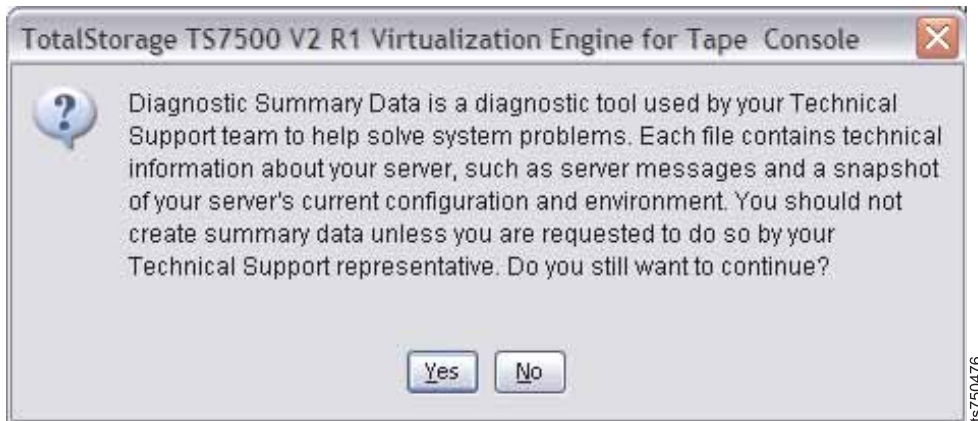 TotalStorage TS7500 V2 R1 Virtualization Engine for Tape Console
?
Diagnostic Summary Data is a diagnostic tool used by your Technical
Support team to help solve system problems. Each file contains technical
information about your server, such as server messages and a snapshot
of your server's current configuration and environment. You should not
create summary data unless you are requested to do so by your
Technical Support representative. Do you still want to continue?
Yes No
ts750476